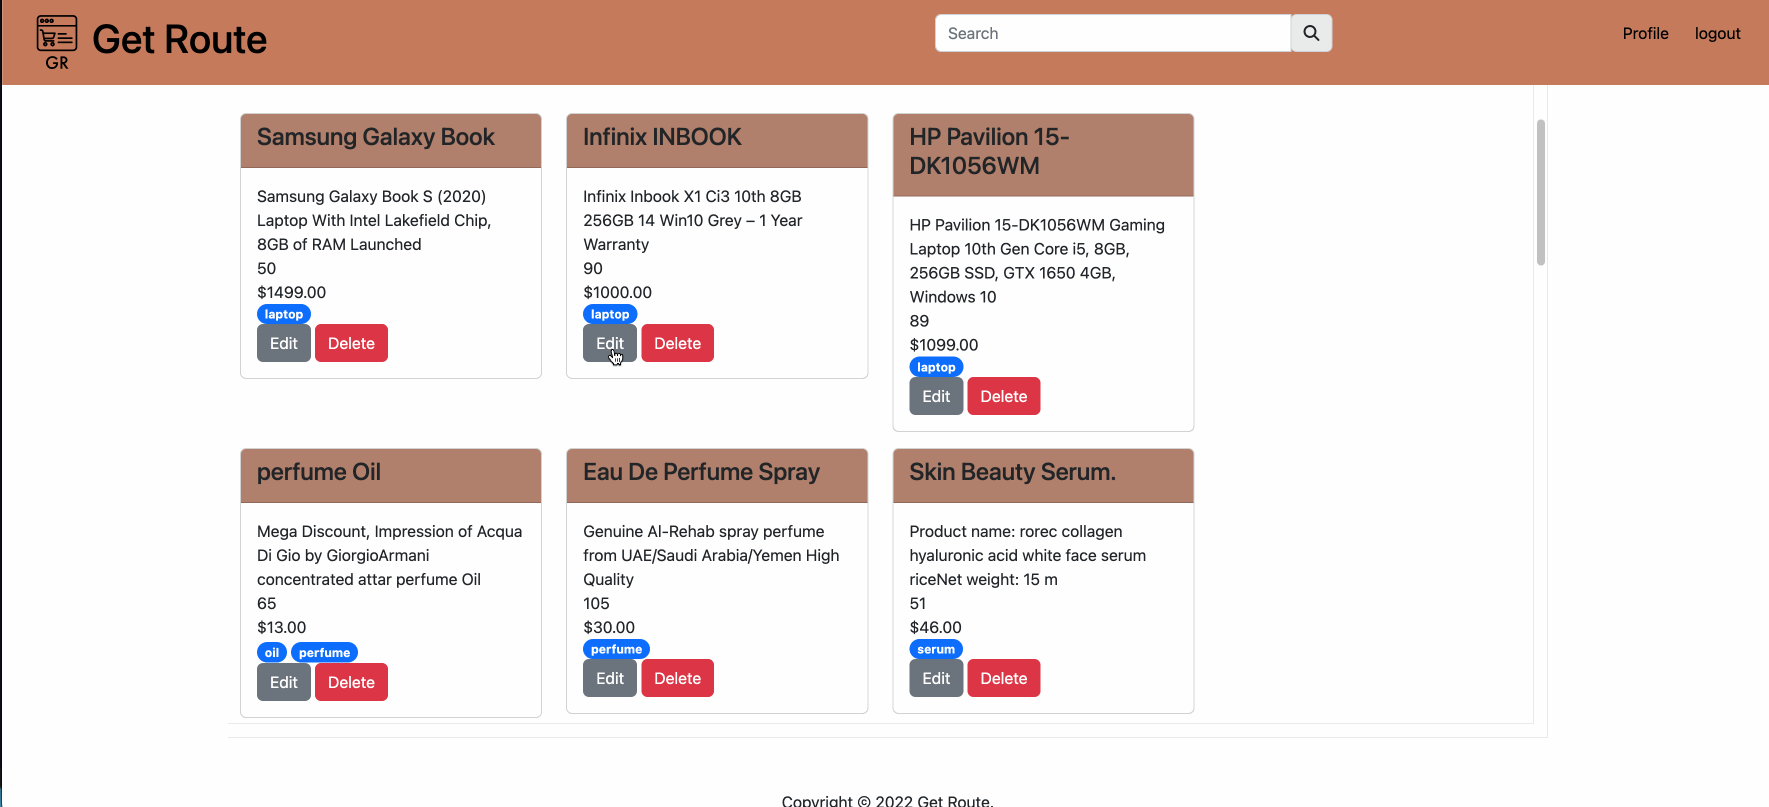 GR
Get Route
Search
Profile
logout
Samsung Galaxy Book
Samsung Galaxy Book S (2020)
Laptop With Intel Lakefield Chip,
8GB of RAM Launched
50
$1499.00
laptop
Edit
Delete
Infinix INBOOK
Infinix Inbook X1 Ci3 10th 8GB
256GB 14 Win10 Grey – 1 Year
Warranty
90
$1000.00
laptop
Edit
Delete
HP Pavilion 15-
DK1056WM
HP Pavilion 15-DK1056WM Gaming
Laptop 10th Gen Core i5, 8GB,
256GB SSD, GTX 1650 4GB,
Windows 10
89
$1099.00
laptop
Edit
Delete
perfume Oil
Mega Discount, Impression of Acqua
Di Gio by GiorgioArmani
concentrated attar perfume Oil
65
$13.00
oil perfume
Edit
Delete
Eau De Perfume Spray
Genuine Al-Rehab spray perfume
from UAE/Saudi Arabia/Yemen High
Quality
105
$30.00
perfume
Edit
Delete
Skin Beauty Serum.
Product name: rorec collagen
hyaluronic acid white face serum
riceNet weight: 15 m
51
$46.00
serum
Edit
Delete
Copyright © 2022 Get Route.